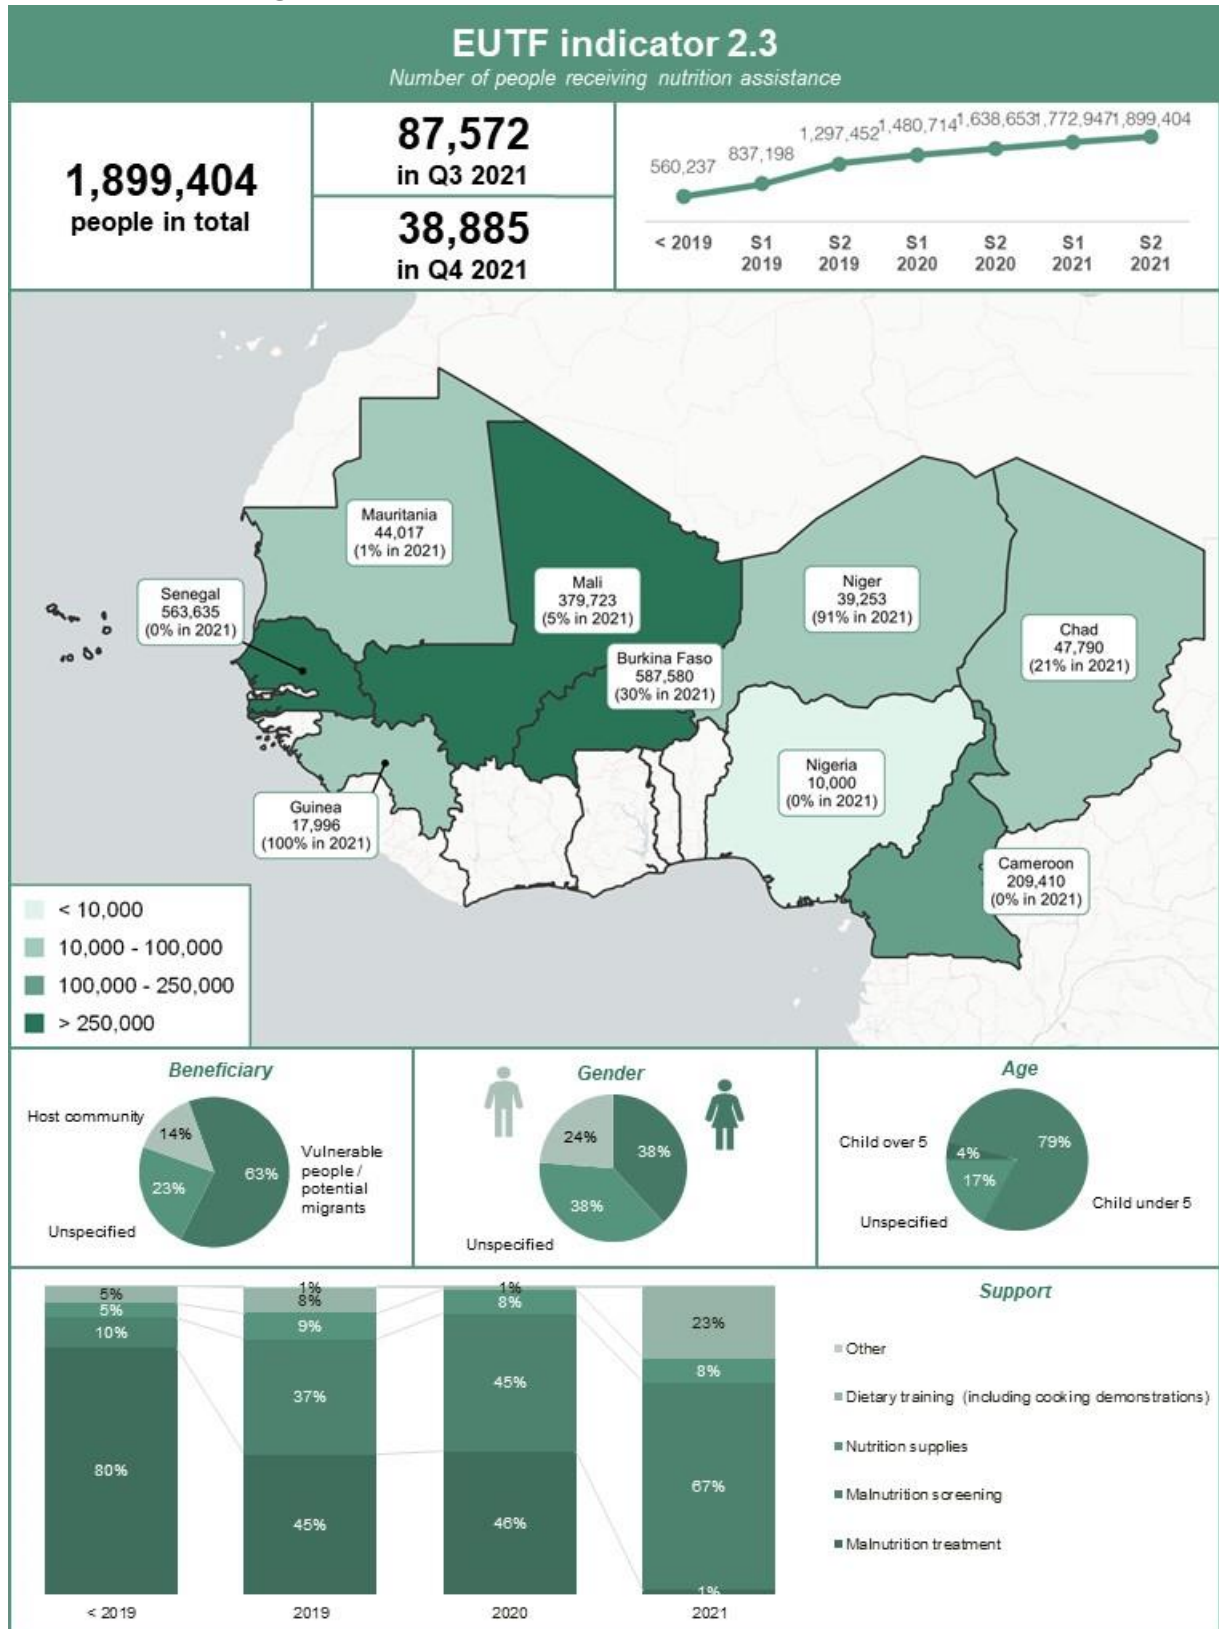 EUTF indicator 2.3
Number of people receiving nutrition assistance
1,899,404
people in total
87,572
in Q3 2021
38,885
in Q4 2021
560,237
837,198
1,297,452
1,480,714
1,638,653
1,772,947
1,899,404
< 2019
S1
2019
S2
2019
S1
2020
S2
2020
S1
2021
S2
2021
Mauritania
44,017
(1% in 2021)
Senegal
563,635
(0% in 2021)
Mali
379,723
(5% in 2021)
Niger
39,253
(91% in 2021)
Chad
47,790
(21% in 2021)
Burkina Faso
587,580
(30% in 2021)
Nigeria
10,000
(0% in 2021)
Guinea
17,996
(100% in 2021)
Cameroon
209,410
(0% in 2021)
< 10,000
10,000 - 100,000
100,000 - 250,000
> 250,000
Beneficiary
Host community
14%
23%
63%
Vulnerable
people /
potential
migrants
Unspecified
Gender
24%
38%
38%
Unspecified
Age
Child over 5
79%
4%
17%
Child under 5
Unspecified
5%
5%
10%
80%
< 2019
1%
8%
9%
37%
45%
2019
1%
8%
45%
46%
2020
23%
8%
67%
1%
2021
Support
Other
Dietary training (including cooking demonstrations)
Nutrition supplies
Malnutrition screening
Malnutrition treatment